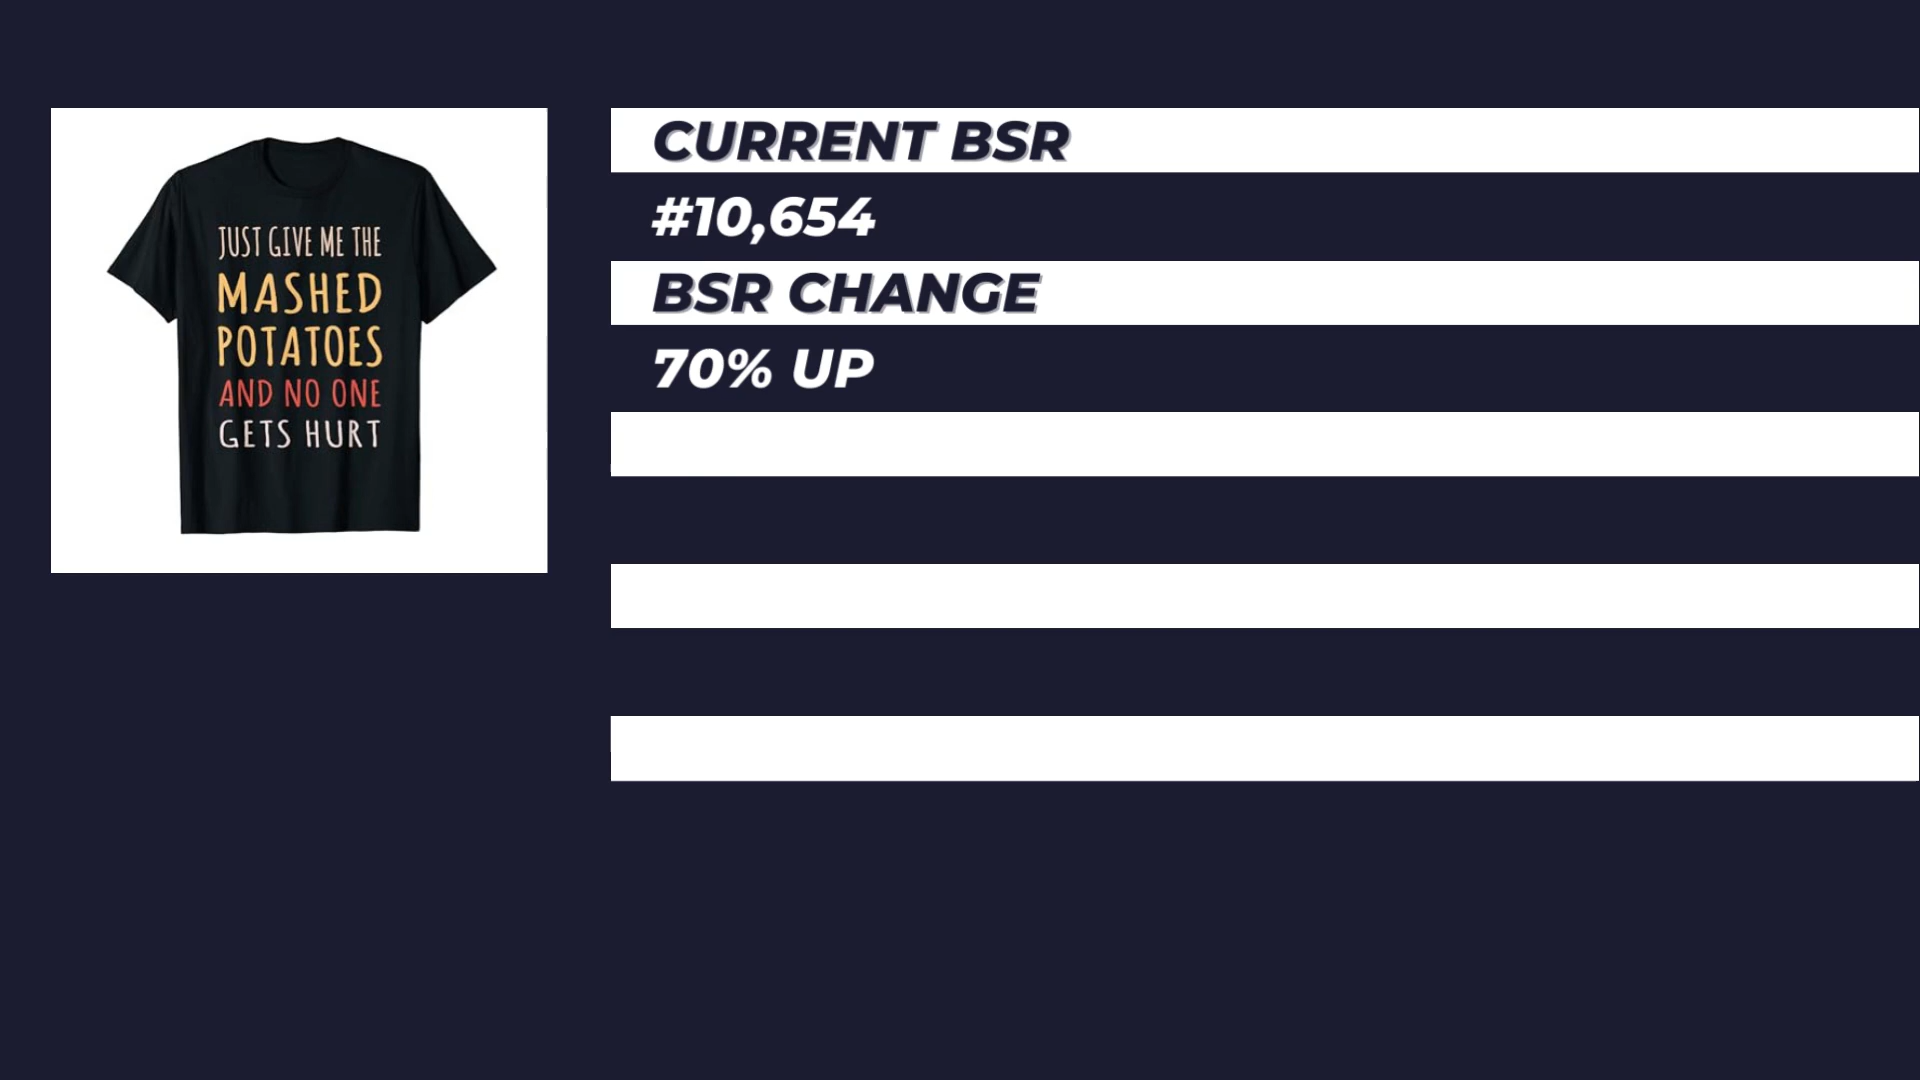 JUST GIVE ME THE
MASHED
POTATOES
AND NO ONE
GETS HURT
CURRENT BSR
#10,654
BSR CHANGE
70% UP